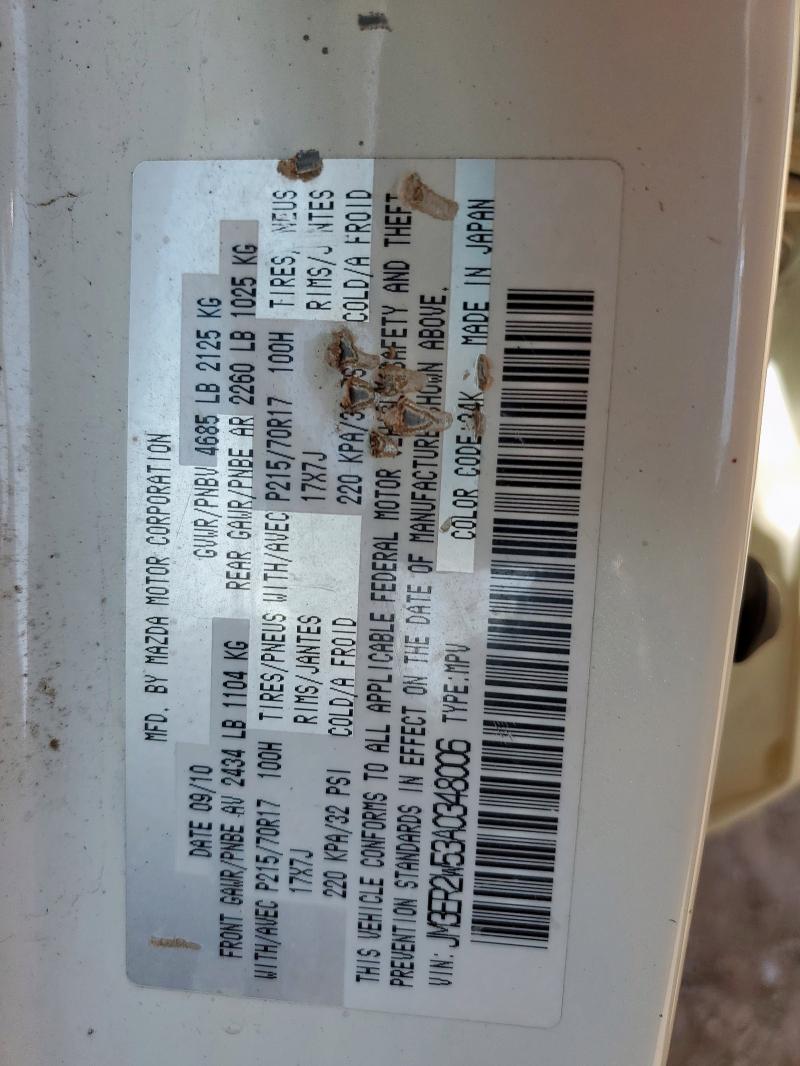 MFD. BY MAZDA MOTOR CORPORATION
DATE 09/10 GVWR/PNBV 4685 LB 2125 KG
FRONT GAWR/PNBE AV 2434 LB 1104 KG REAR GAWR/PNBE AR 2260 LB 1025 KG
WITH/AVEC P215/70R17 100H TIRES/PNEUS WITH/AVEC P215/70R17 100H TIRES/
17X7J RIMS/JANTES 17X7J RIMS/
220 KPA/32 PSI COLD/A FROID 220 COLD/A FROID
THIS VEHICLE CONFORMS TO ALL APPLICABLE FEDERAL MOTOR SAFETY AND THEFT
PREVENTION STANDARDS IN EFFECT ON THE DATE OF MANUFACTURE SHOWN ABOVE.
VIN: JM3ER2W53A0348006 TYPE:MPV COLOR CODE: MADE IN JAPAN